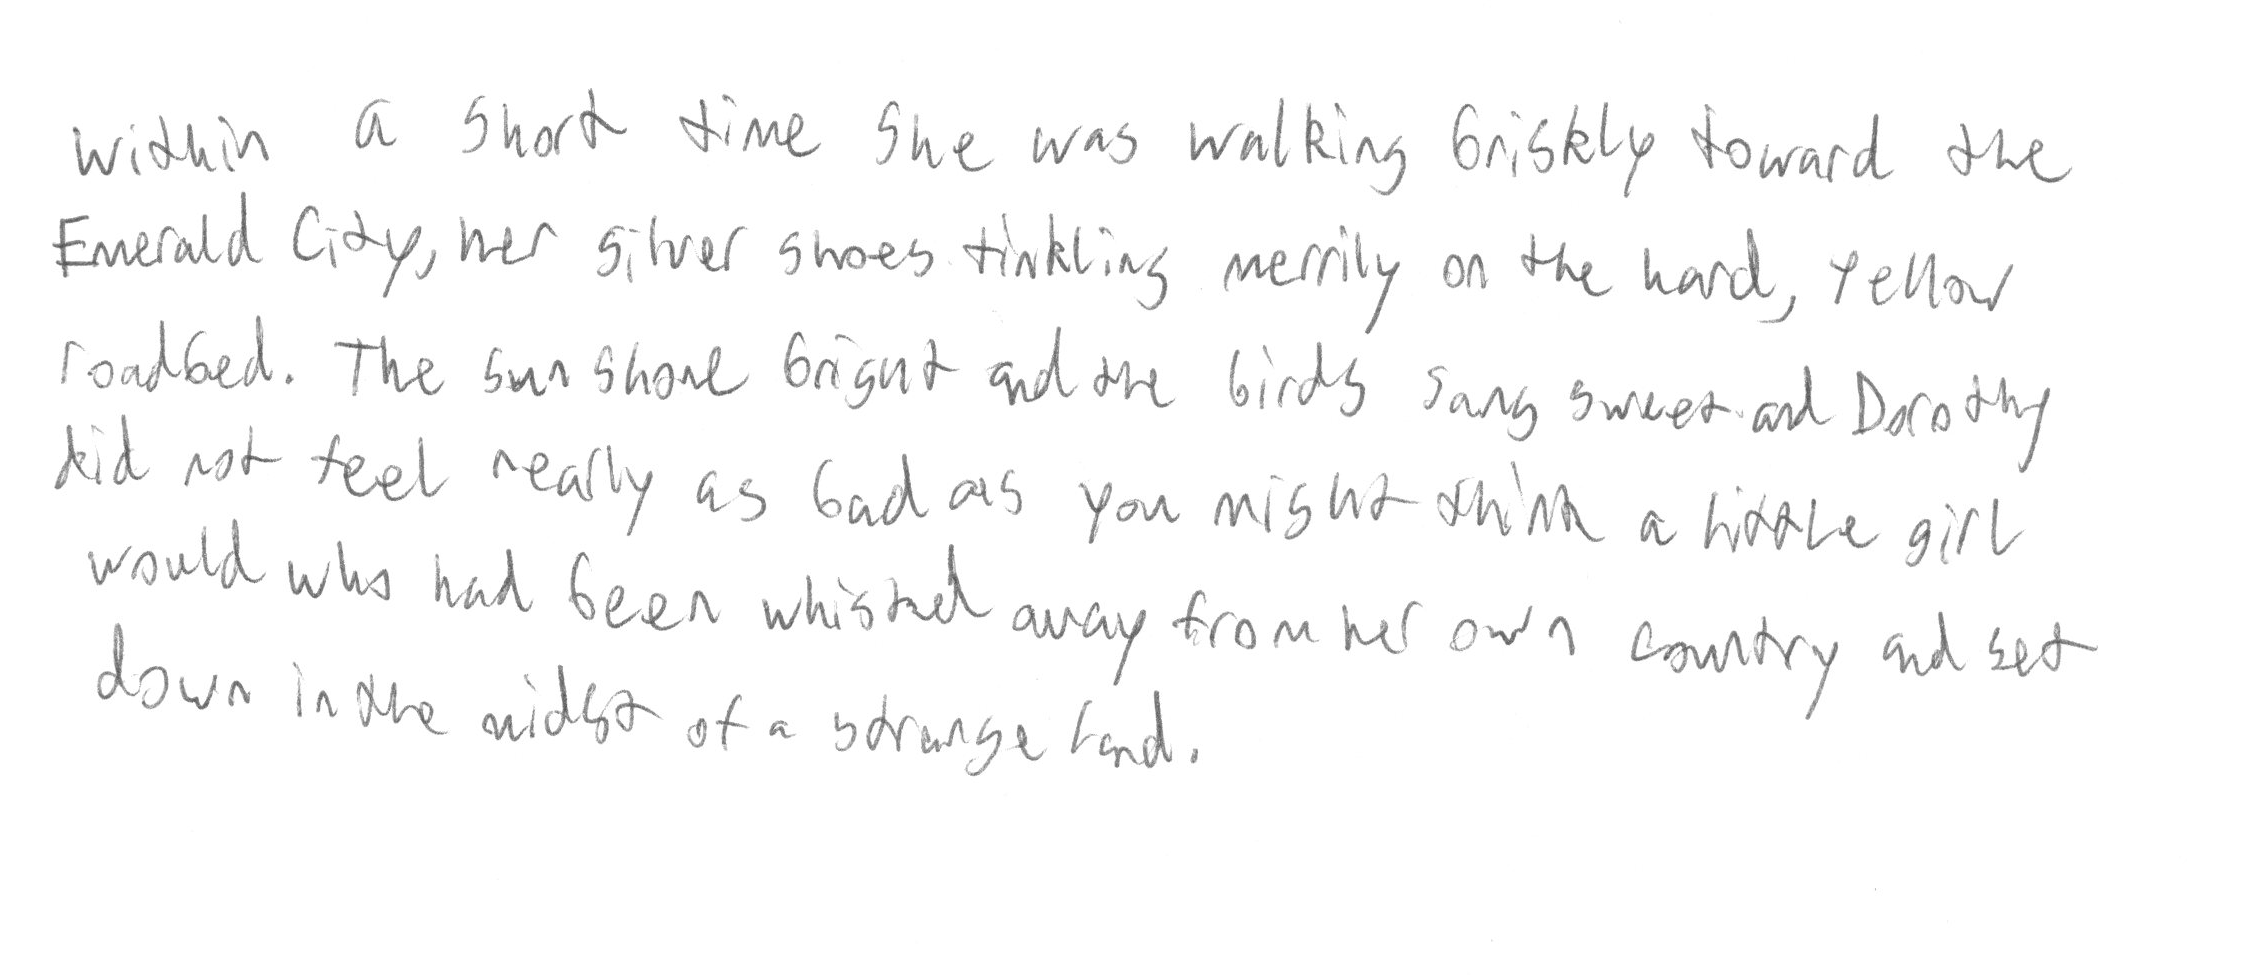 Within a short time she was walking briskly toward the
Emerald City, her silver shoes tinkling merrily on the hard, yellow
roadbed. The sun shone bright and the birds sang sweet and Dorothy
did not feel nearly as bad as you might think a little girl
would who had been whisked away from her own country and set
down in the midst of a strange land.